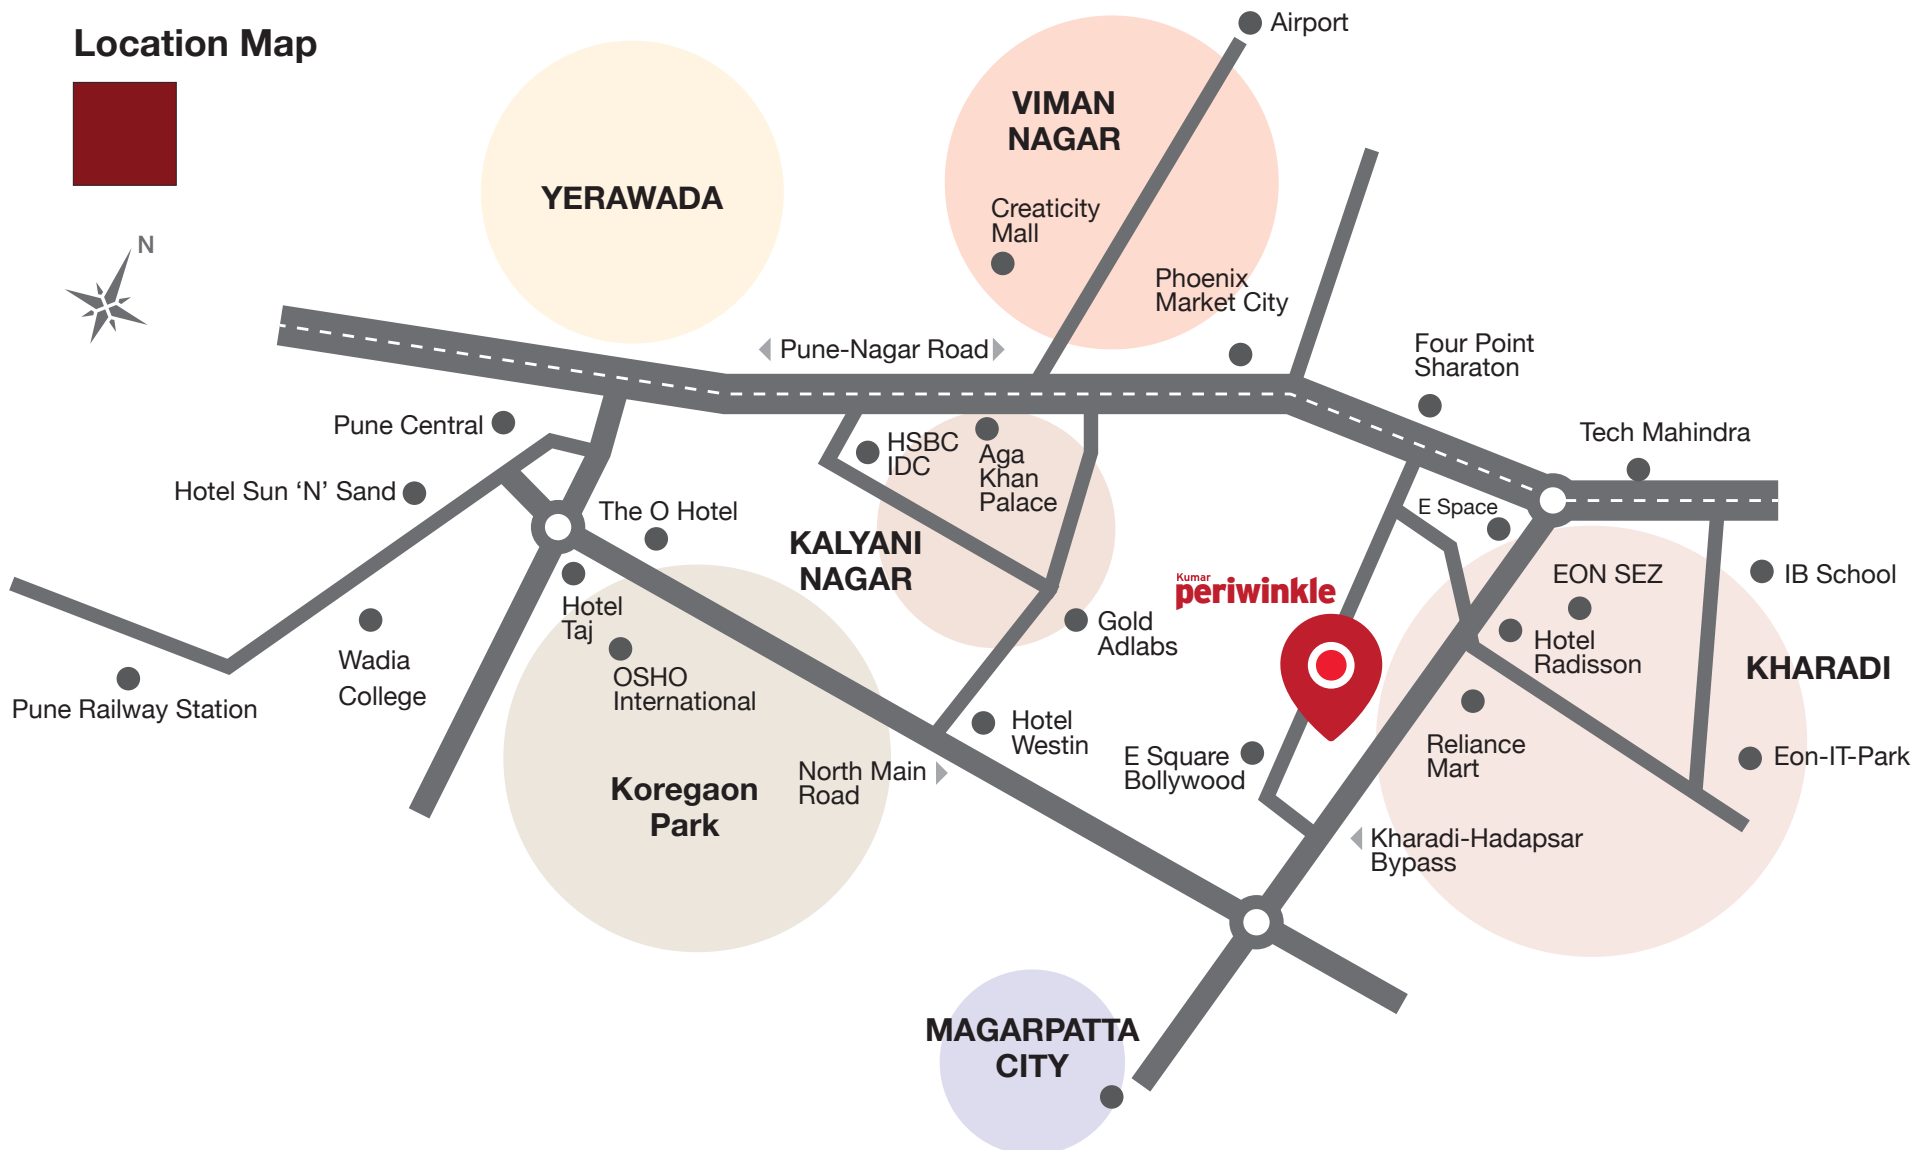 Location Map
N
Airport
VIMAN
NAGAR
YERAWADA
Creaticity
Mall
Phoenix
Market City
Pune-Nagar Road
Four Point
Sharaton
Pune Central
HSBC
IDC
Aga
Khan
Palace
Tech Mahindra
Hotel Sun ‘N’ Sand
The O Hotel
E Space
KALYANI
NAGAR
EON SEZ
IB School
Kumar
periwinkle
Hotel
Taj
Gold
Adlabs
Hotel
Radisson
Wadia
College
OSHO
International
KHARADI
Pune Railway Station
Hotel
Westin
E Square
Bollywood
Reliance
Mart
Eon-IT-Park
North Main
Road
Koregaon
Park
Kharadi-Hadapsar
Bypass
MAGARPATTA
CITY